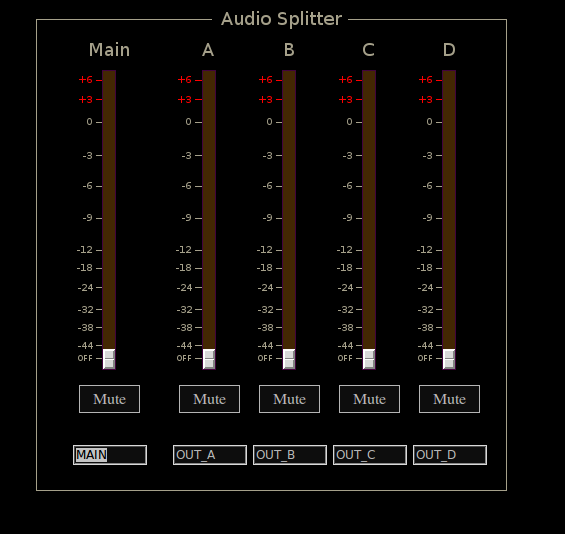 Audio Splitter
Main A B C D
+6 +6 +6 +6 +6
+3 +3 +3 +3 +3
0 0 0 0 0
-3 -3 -3 -3 -3
-6 -6 -6 -6 -6
-9 -9 -9 -9 -9
-12 -12 -12 -12 -12
-18 -18 -18 -18 -18
-24 -24 -24 -24 -24
-32 -32 -32 -32 -32
-38 -38 -38 -38 -38
-44 -44 -44 -44 -44
OFF OFF OFF OFF OFF
Mute Mute Mute Mute Mute
MAIN OUT_A OUT_B OUT_C OUT_D